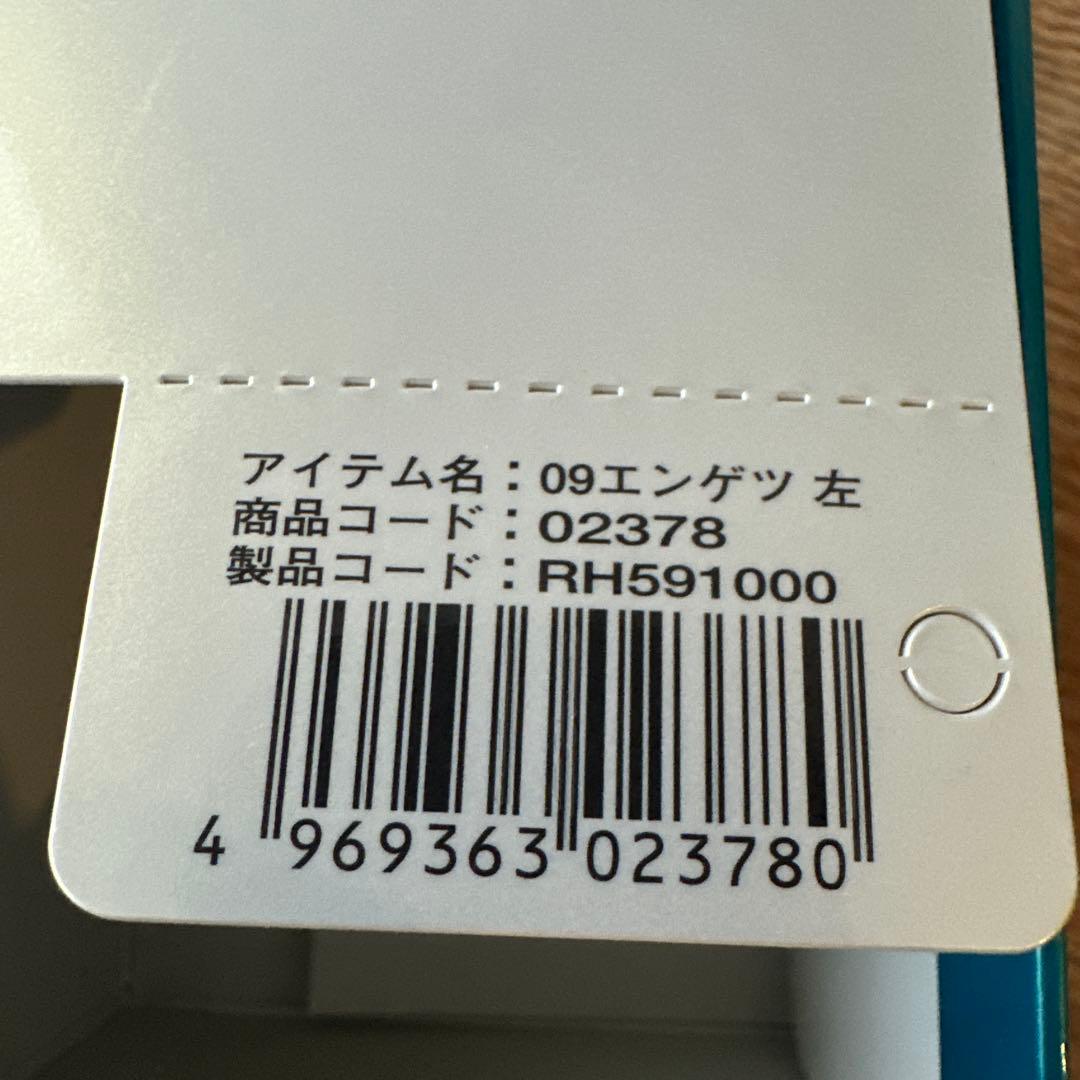 アイテム名：09エンゲツ 左
商品コード：02378
製品コード：RH591000
4 969363 023780